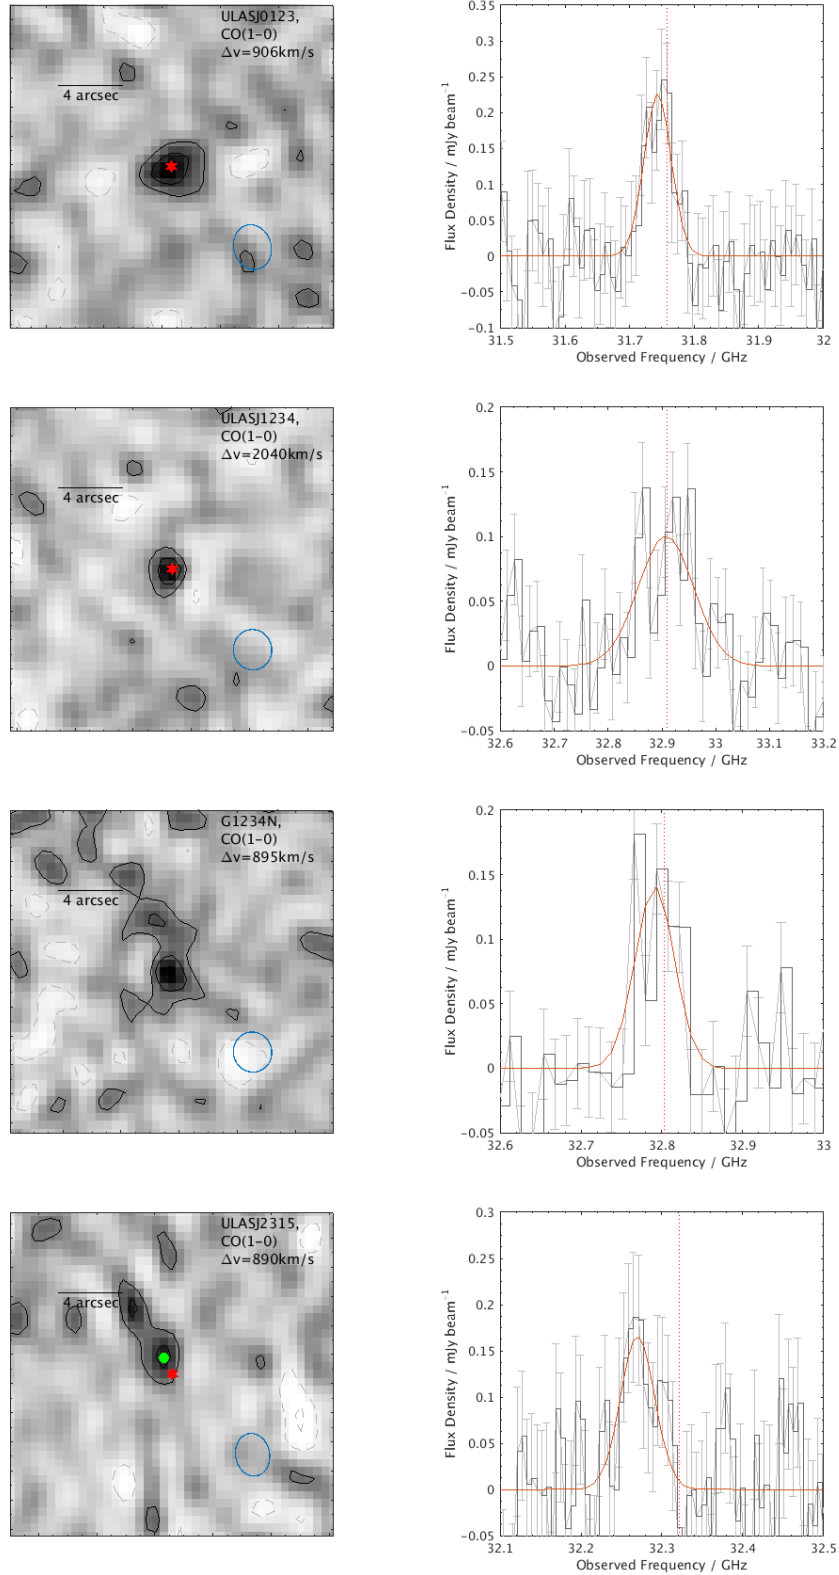 ULASJ0123,
CO(1-0)
Δv=906km/s
4 arcsec
0.35
0.3
0.25
0.2
0.15
0.1
0.05
0
-0.05
-0.1
31.5 31.6 31.7 31.8 31.9 32
Observed Frequency / GHz
Flux Density / mJy beam⁻¹
ULASJ1234,
CO(1-0)
Δv=2040km/s
4 arcsec
0.2
0.15
0.1
0.05
0
-0.05
32.6 32.7 32.8 32.9 33 33.1 33.2
Observed Frequency / GHz
Flux Density / mJy beam⁻¹
G1234N,
CO(1-0)
Δv=895km/s
4 arcsec
0.2
0.15
0.1
0.05
0
-0.05
32.6 32.7 32.8 32.9 33
Observed Frequency / GHz
Flux Density / mJy beam⁻¹
ULASJ2315,
CO(1-0)
Δv=890km/s
4 arcsec
0.3
0.25
0.2
0.15
0.1
0.05
0
-0.05
32.1 32.2 32.3 32.4 32.5
Observed Frequency / GHz
Flux Density / mJy beam⁻¹